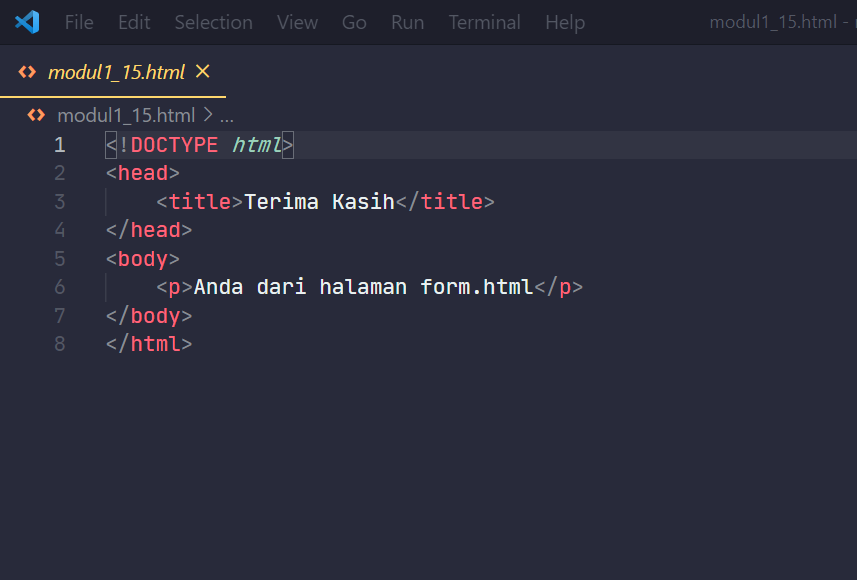 File Edit Selection View Go Run Terminal Help modul1_15.html -
modul1_15.html
modul1_15.html > ...
1 <!DOCTYPE html>
2 <head>
3 <title>Terima Kasih</title>
4 </head>
5 <body>
6 <p>Anda dari halaman form.html</p>
7 </body>
8 </html>